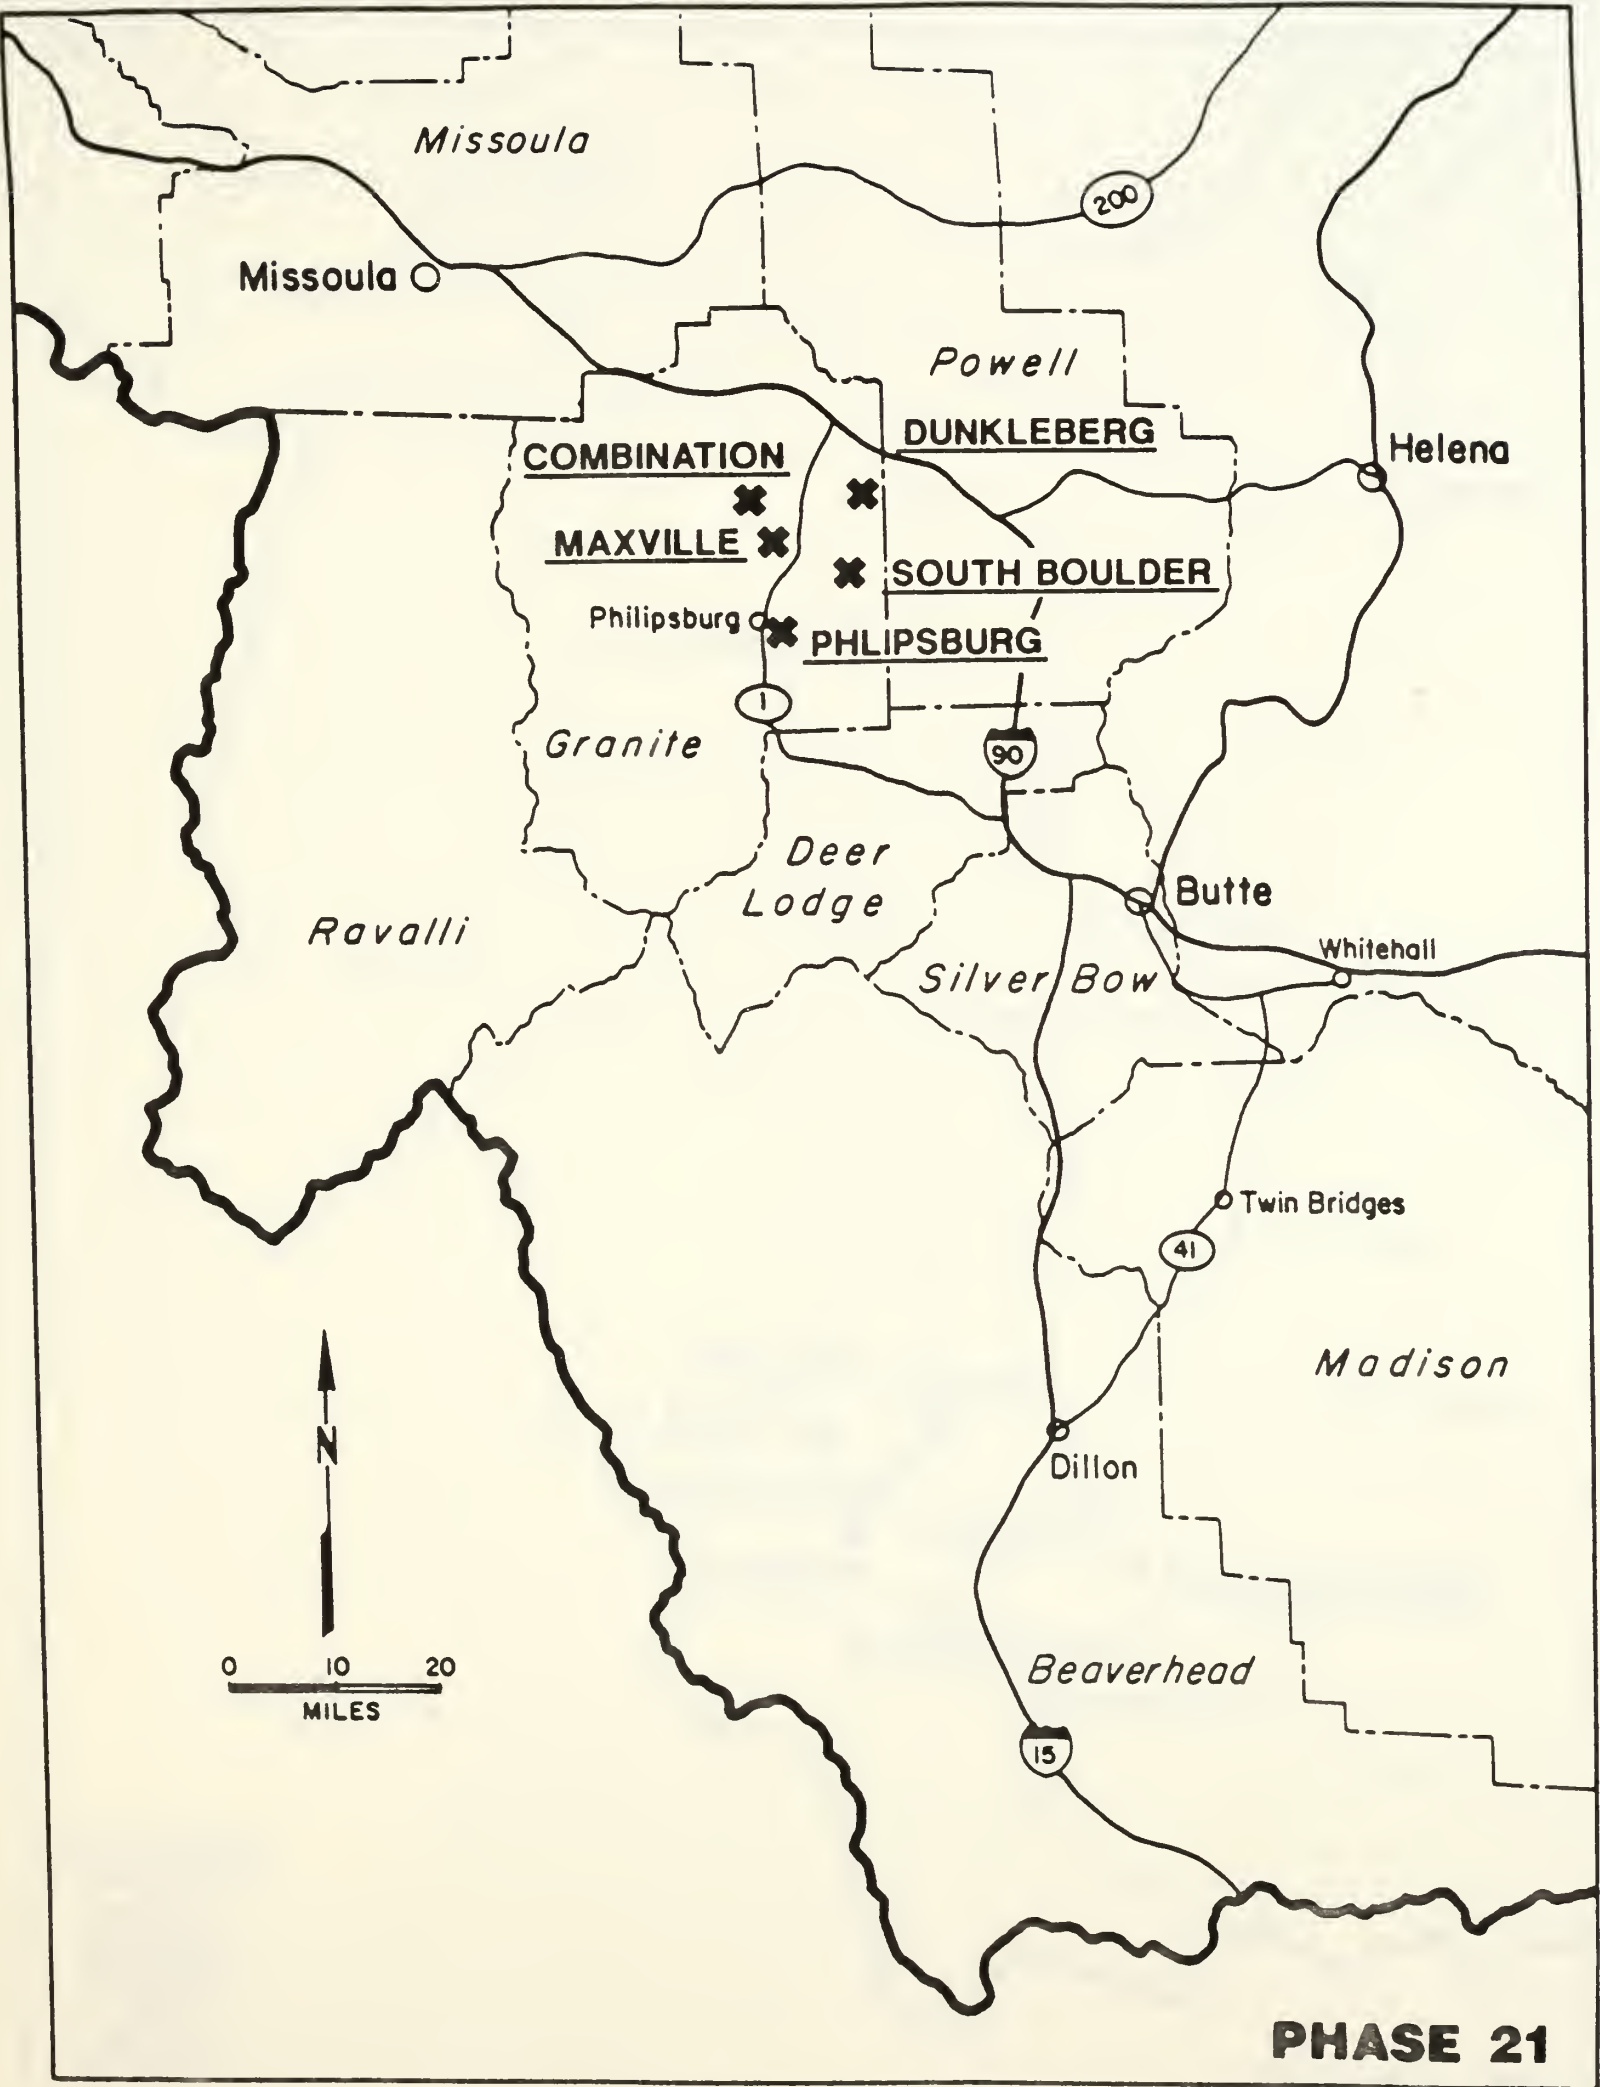 Missoula
200
Missoula
Powell
DUNKLEBERG
COMBINATION
Helena
MAXVILLE
SOUTH BOULDER
Philipsburg
PHLIPSBURG
1
Granite
90
Deer
Lodge
Butte
Ravalli
Whitehall
Silver Bow
Twin Bridges
41
Madison
N
Dillon
0 10 20
MILES
Beaverhead
15
PHASE 21